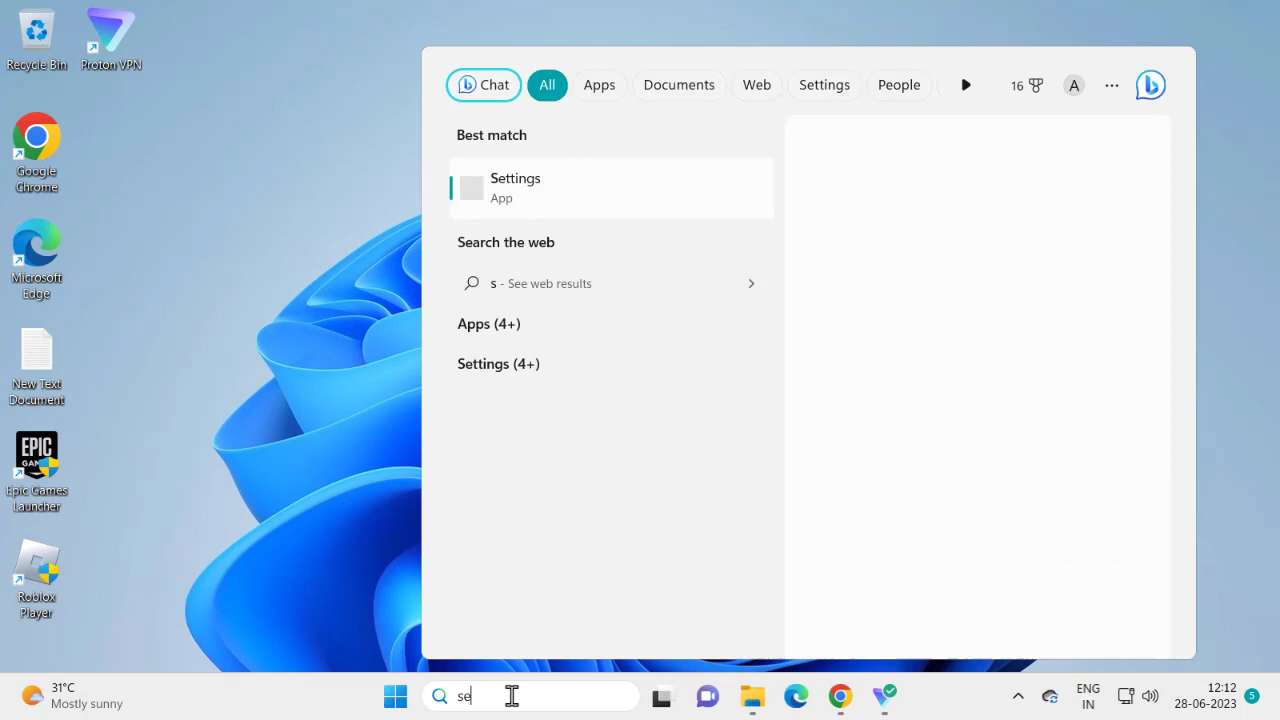 Recycle Bin
Proton VPN
Google
Chrome
Microsoft
Edge
New Text
Document
EPIC
GAMES
Epic Games
Launcher
Roblox
Player
Chat
All
Apps
Documents
Web
Settings
People
16
A
Best match
Settings
App
Search the web
s - See web results
Apps (4+)
Settings (4+)
31°C
Mostly sunny
se
ENG
IN
12:12
28-06-2023
5